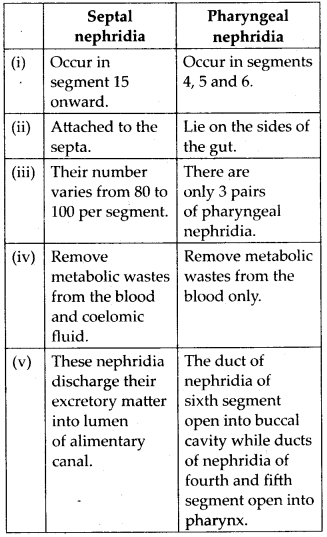 Septal nephridia
Pharyngeal nephridia
(i)
Occur in
segment 15
onward.
Occur in segments
4, 5 and 6.
(ii)
Attached to the
septa.
Lie on the sides of
the gut.
(iii)
Their number
varies from 80 to
100 per segment.
There are
only 3 pairs
of pharyngeal
nephridia.
(iv)
Remove
metabolic wastes
from the blood
and coelomic
fluid.
Remove metabolic
wastes from the
blood only.
(v)
These nephridia
discharge their
excretory matter
into lumen
of alimentary
canal.
The duct of
nephridia of
sixth segment
open into buccal
cavity while ducts
of nephridia of
fourth and fifth
segment open into
pharynx.